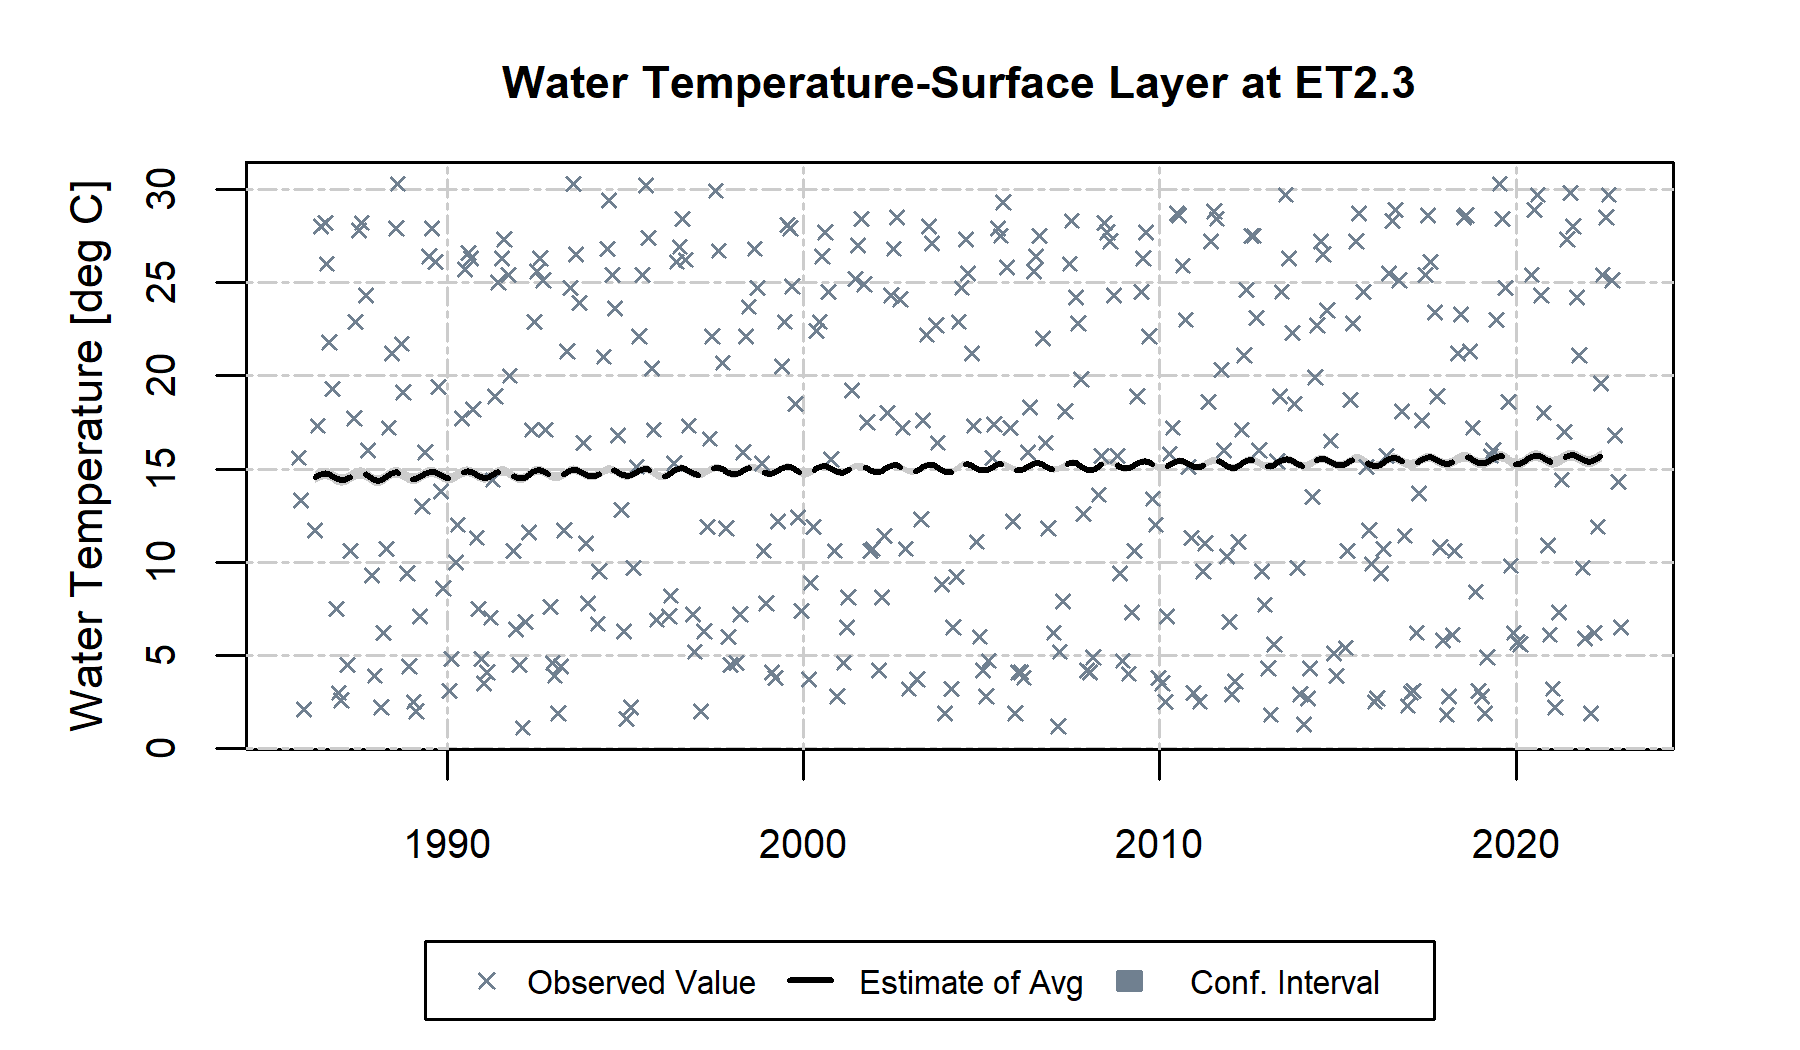 Water Temperature-Surface Layer at ET2.3
Water Temperature [deg C]
30
25
20
15
10
5
0
1990 2000 2010 2020
Observed Value Estimate of Avg Conf. Interval